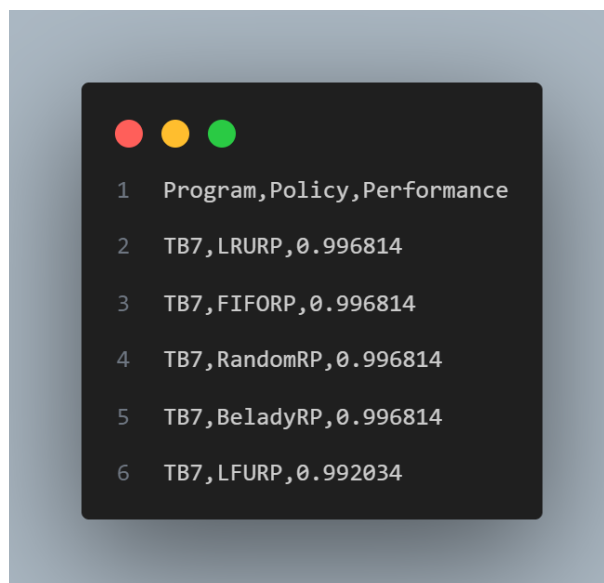 1 Program,Policy,Performance
2 TB7,LRURP,0.996814
3 TB7,FIFORP,0.996814
4 TB7,RandomRP,0.996814
5 TB7,BeladyRP,0.996814
6 TB7,LFURP,0.992034